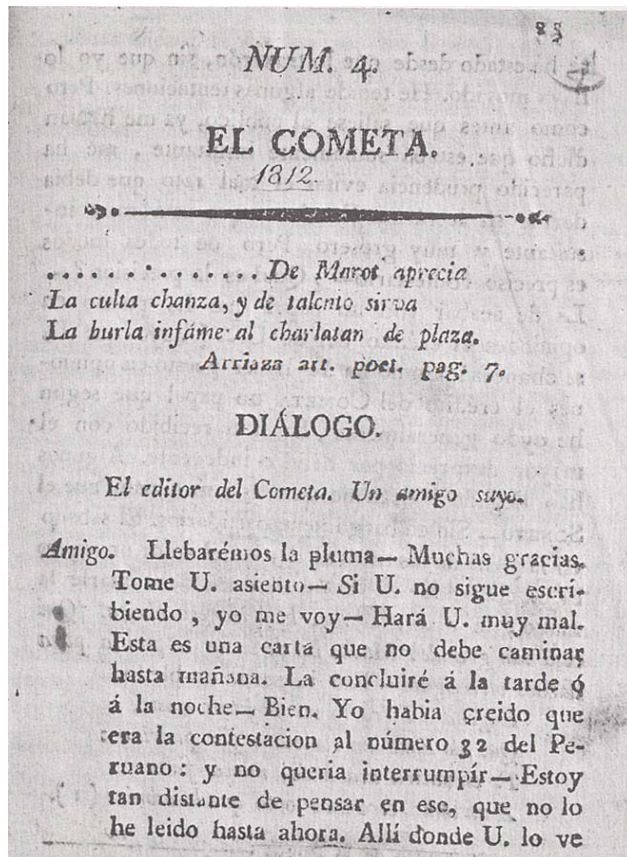 85
NUM. 4.
EL COMETA.
1812
.................. De Marot aprecia
La culta chanza, y de talento sirva
La burla infáme al charlatan de plaza.
Arriaza art. poet. pag. 7.
DIÁLOGO.
El editor del Cometa. Un amigo suyo.
Amigo. Llebarémos la pluma— Muchas gracias.
Tome U. asiento— Si U. no sigue escri-
biendo, yo me voy— Hará U. muy mal.
Esta es una carta que no debe caminar
hasta mañana. La concluiré á la tarde ó
á la noche— Bien. Yo habia creido que
era la contestacion al número 32 del Pe-
ruano: y no queria interrumpír— Estoy
tan distante de pensar en eso, que no lo
he leido hasta ahora. Allí donde U. lo ve